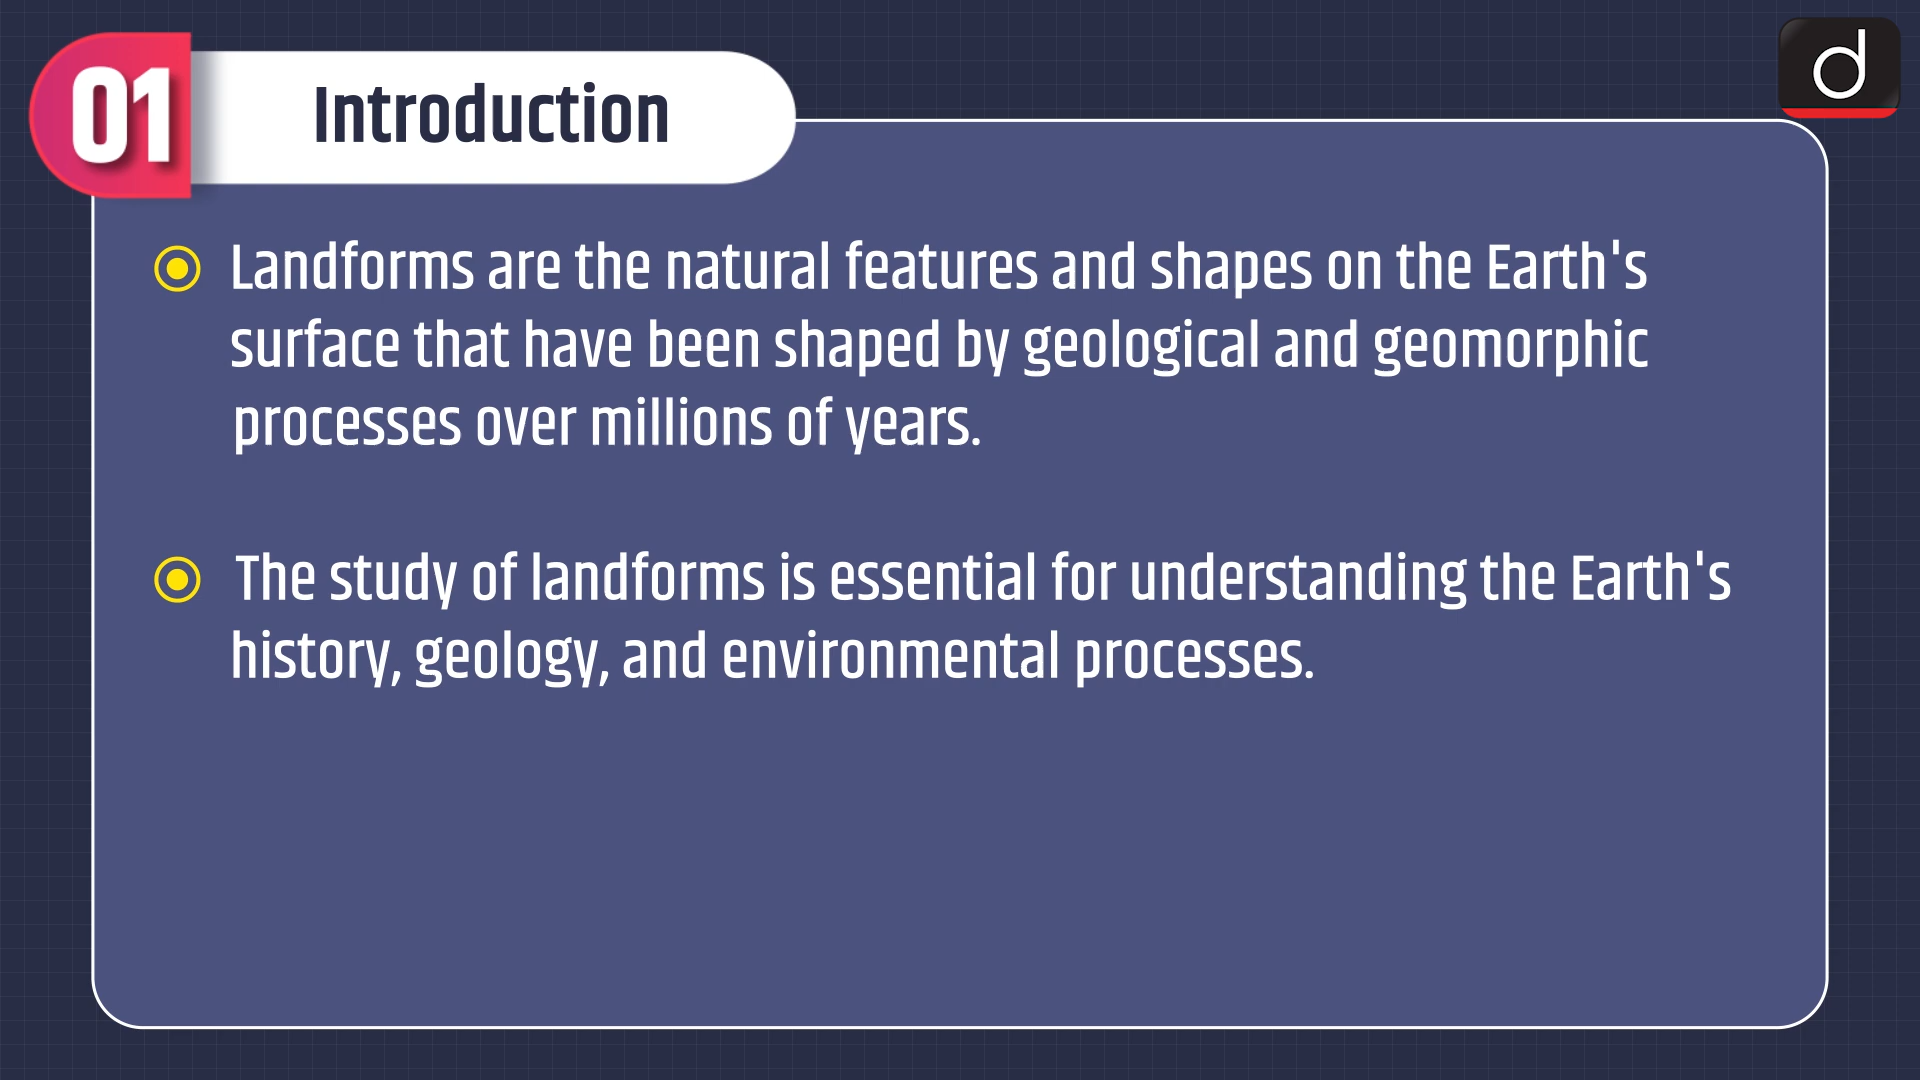 01
Introduction
d
Landforms are the natural features and shapes on the Earth's
surface that have been shaped by geological and geomorphic
processes over millions of years.
The study of landforms is essential for understanding the Earth's
history, geology, and environmental processes.